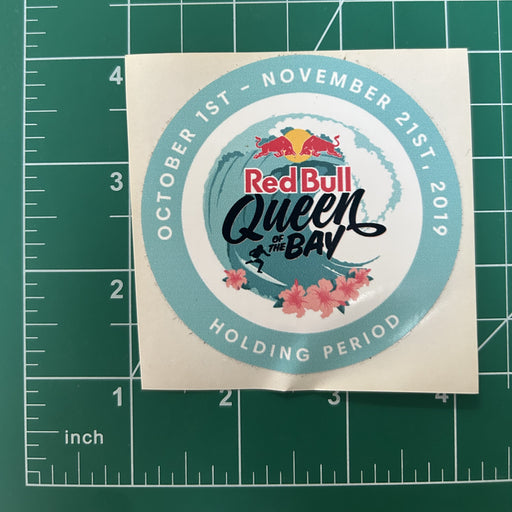 OCTOBER 1ST – NOVEMBER 21ST, 2019
Red Bull
Queen
OF THE BAY
HOLDING PERIOD
4
3
2
1
1
2
3
4
inch